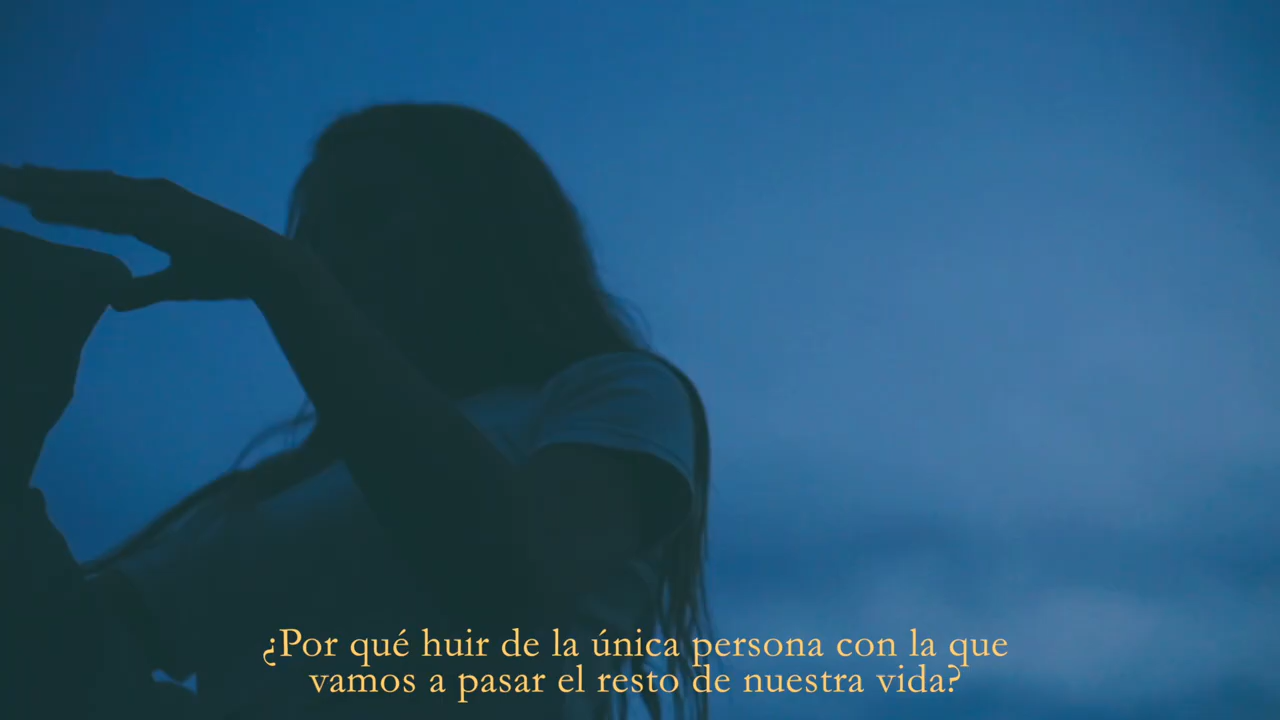 ¿Por qué huir de la única persona con la que
vamos a pasar el resto de nuestra vida?